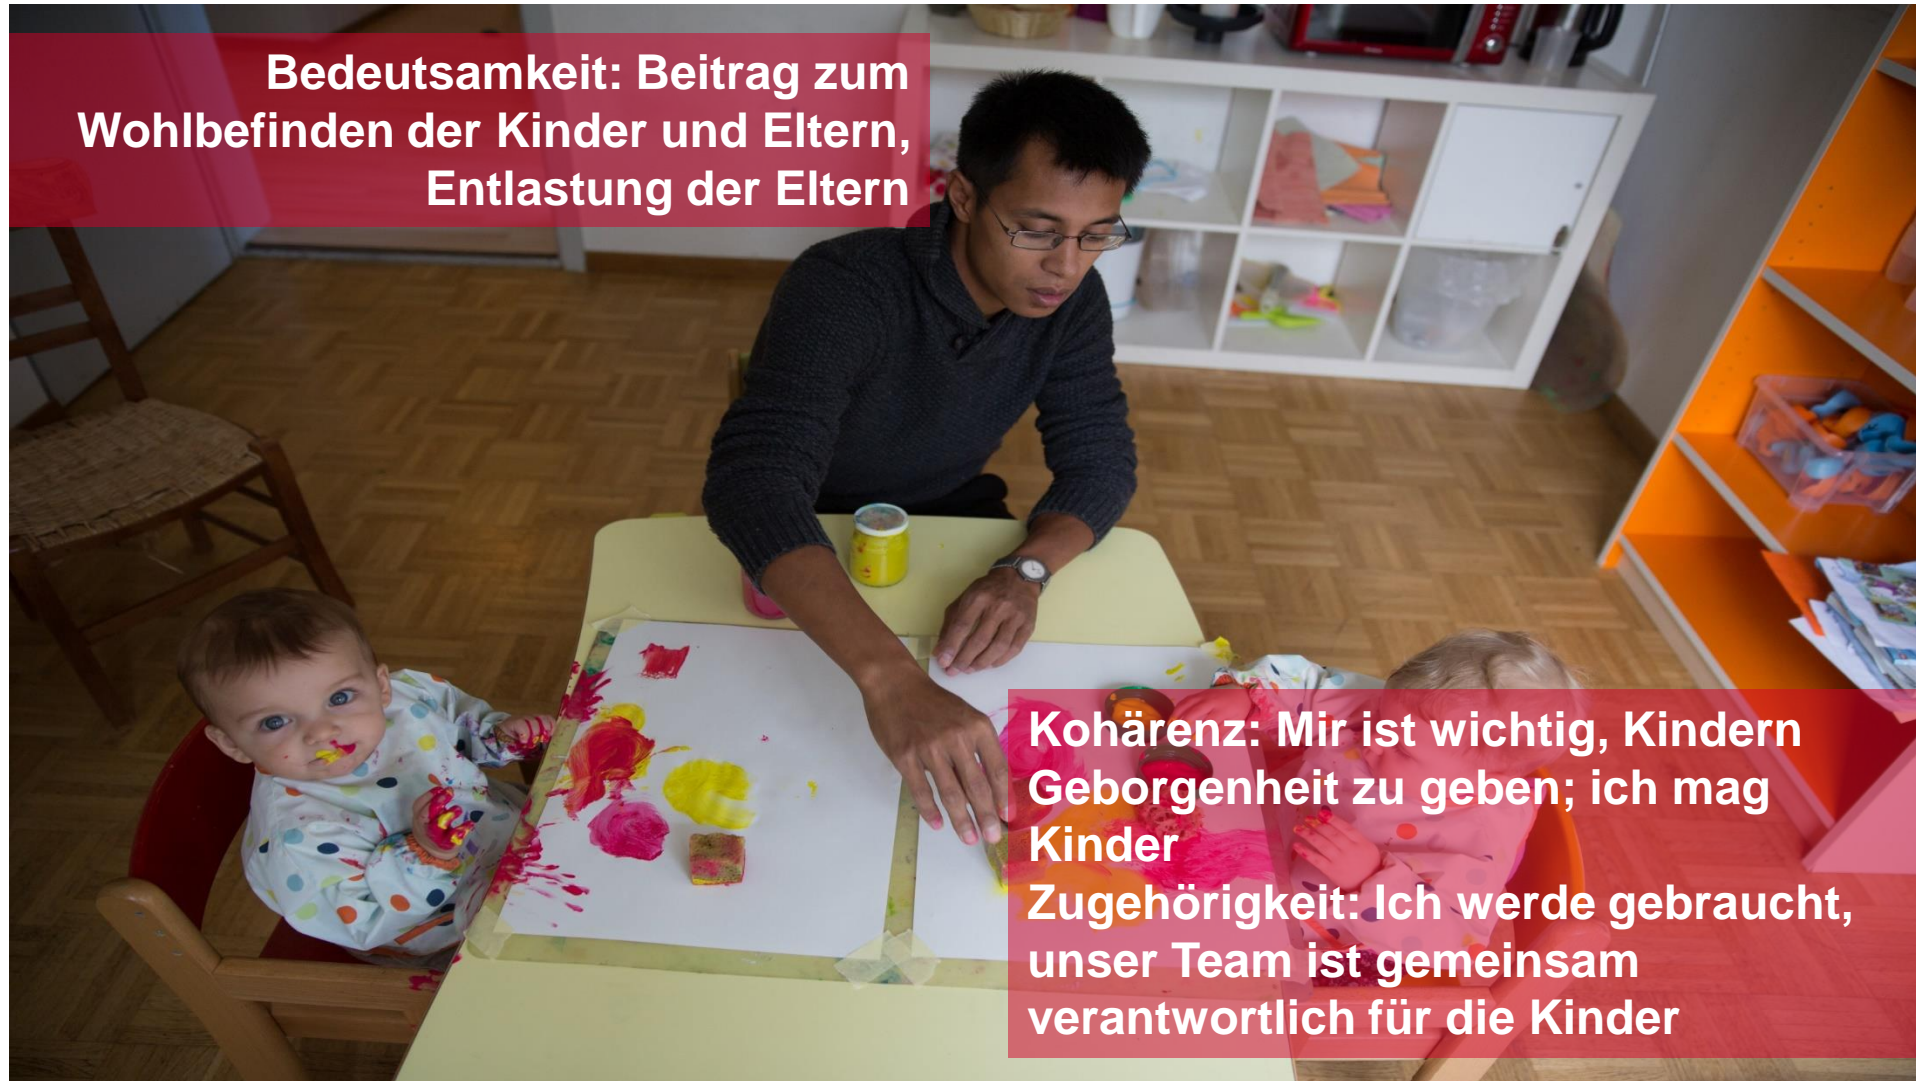 Bedeutsamkeit: Beitrag zum
Wohlbefinden der Kinder und Eltern,
Entlastung der Eltern
Kohärenz: Mir ist wichtig, Kindern
Geborgenheit zu geben; ich mag
Kinder
Zugehörigkeit: Ich werde gebraucht,
unser Team ist gemeinsam
verantwortlich für die Kinder